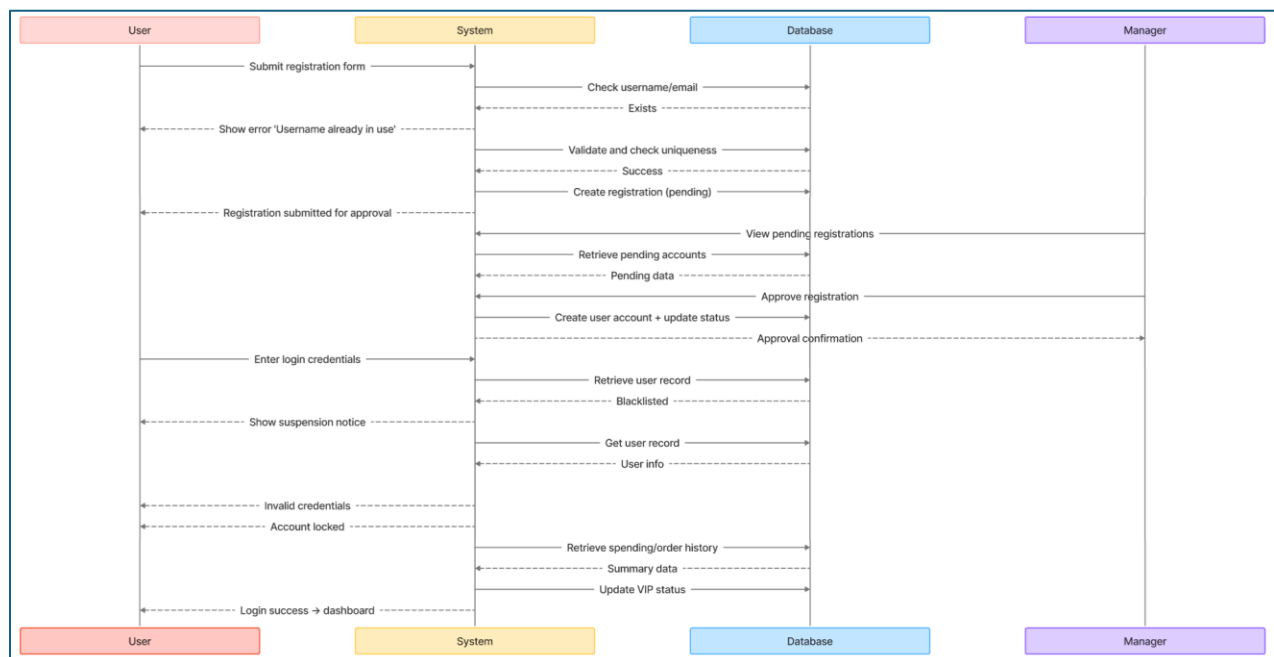 User System Database Manager
Submit registration form
Check username/email
Exists
Show error 'Username already in use'
Validate and check uniqueness
Success
Create registration (pending)
Registration submitted for approval
View pending registrations
Retrieve pending accounts
Pending data
Approve registration
Create user account + update status
Approval confirmation
Enter login credentials
Retrieve user record
Blacklisted
Show suspension notice
Get user record
User info
Invalid credentials
Account locked
Retrieve spending/order history
Summary data
Update VIP status
Login success → dashboard
User System Database Manager